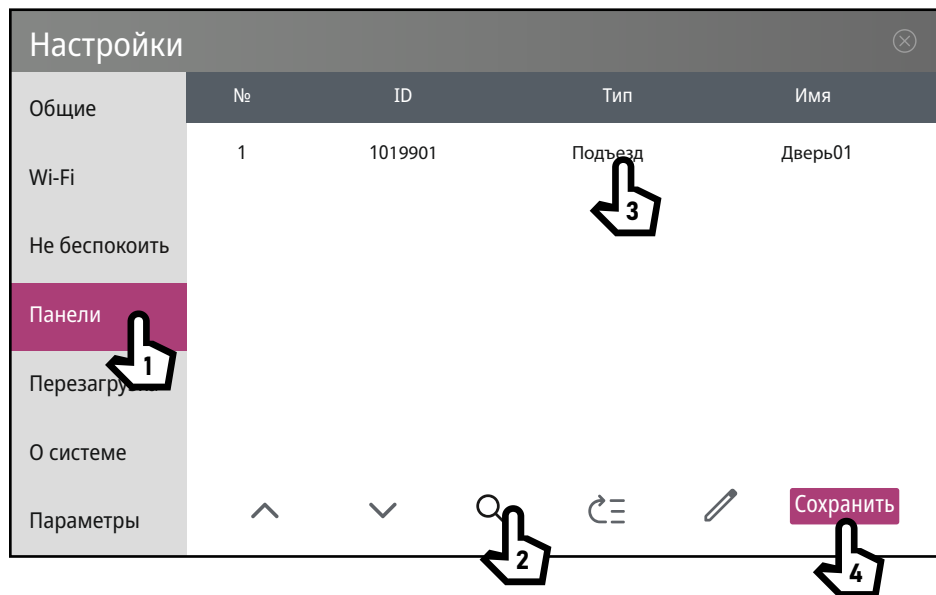 Настройки
№ ID Тип Имя
Общие
1 1019901 Подъезд Дверь01
Wi-Fi
3
Не беспокоить
Панели
1
Перезагрузка
О системе
Параметры
Сохранить
2
4